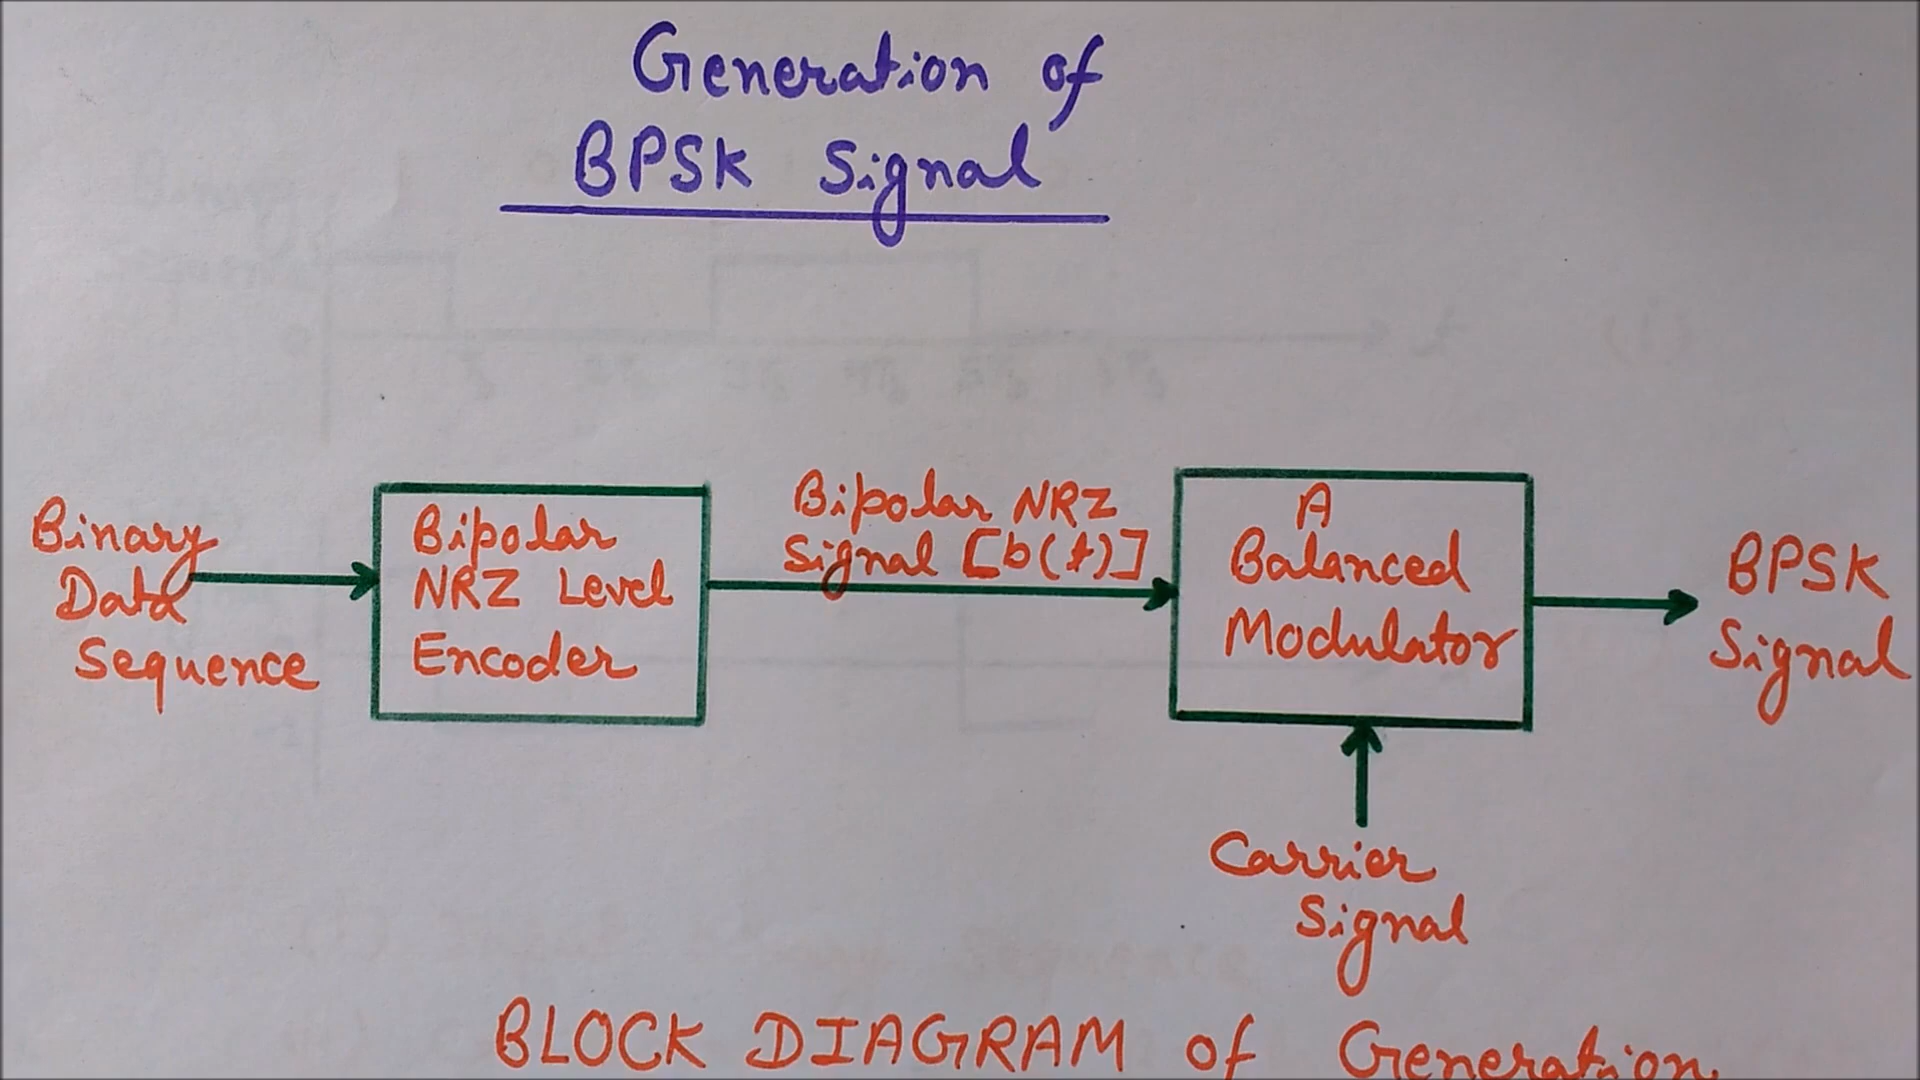 Generation of
BPSK Signal
Binary
Data
Sequence
Bipolar
NRZ Level
Encoder
Bipolar NRZ
Signal [b(t)]
A
Balanced
Modulator
BPSK
Signal
Carrier
Signal
BLOCK DIAGRAM of Generation